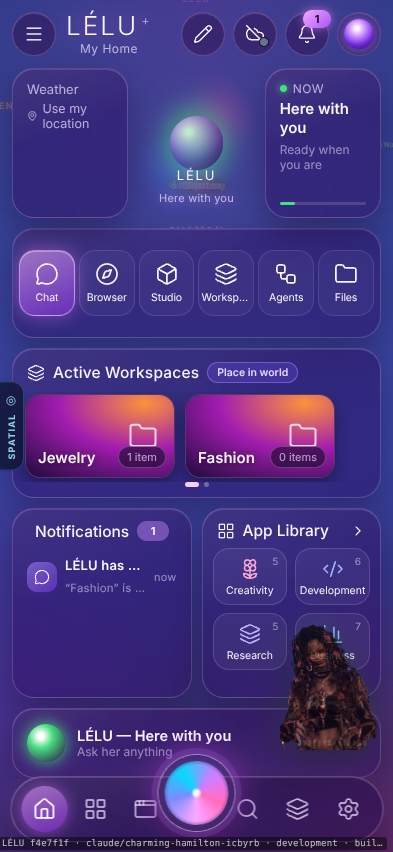 LÉLU +
My Home
1
Weather
Use my
location
LÉLU
Here with you
NOW
Here with
you
Ready when
you are
Chat
Browser
Studio
Worksp...
Agents
Files
SPATIAL
Active Workspaces
Place in world
Jewelry
1 item
Fashion
0 items
Notifications
1
LÉLU has ...
now
“Fashion” is ...
App Library
Creativity
5
Development
6
Research
5
7
LÉLU — Here with you
Ask her anything
LÉLU f4e7f1f · claude/charming-hamilton-icbyrb · development · buil…